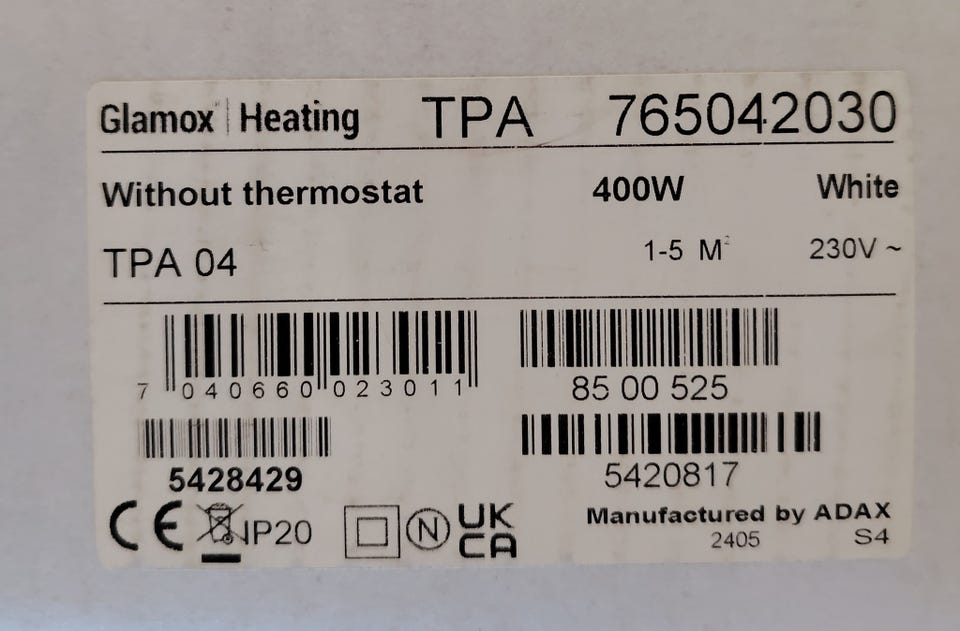 Glamox Heating TPA 765042030
Without thermostat 400W White
TPA 04 1-5 M² 230V ~
7 040660 023011
85 00 525
5428429
5420817
CE IP20 N UK CA
Manufactured by ADAX
2405 S4